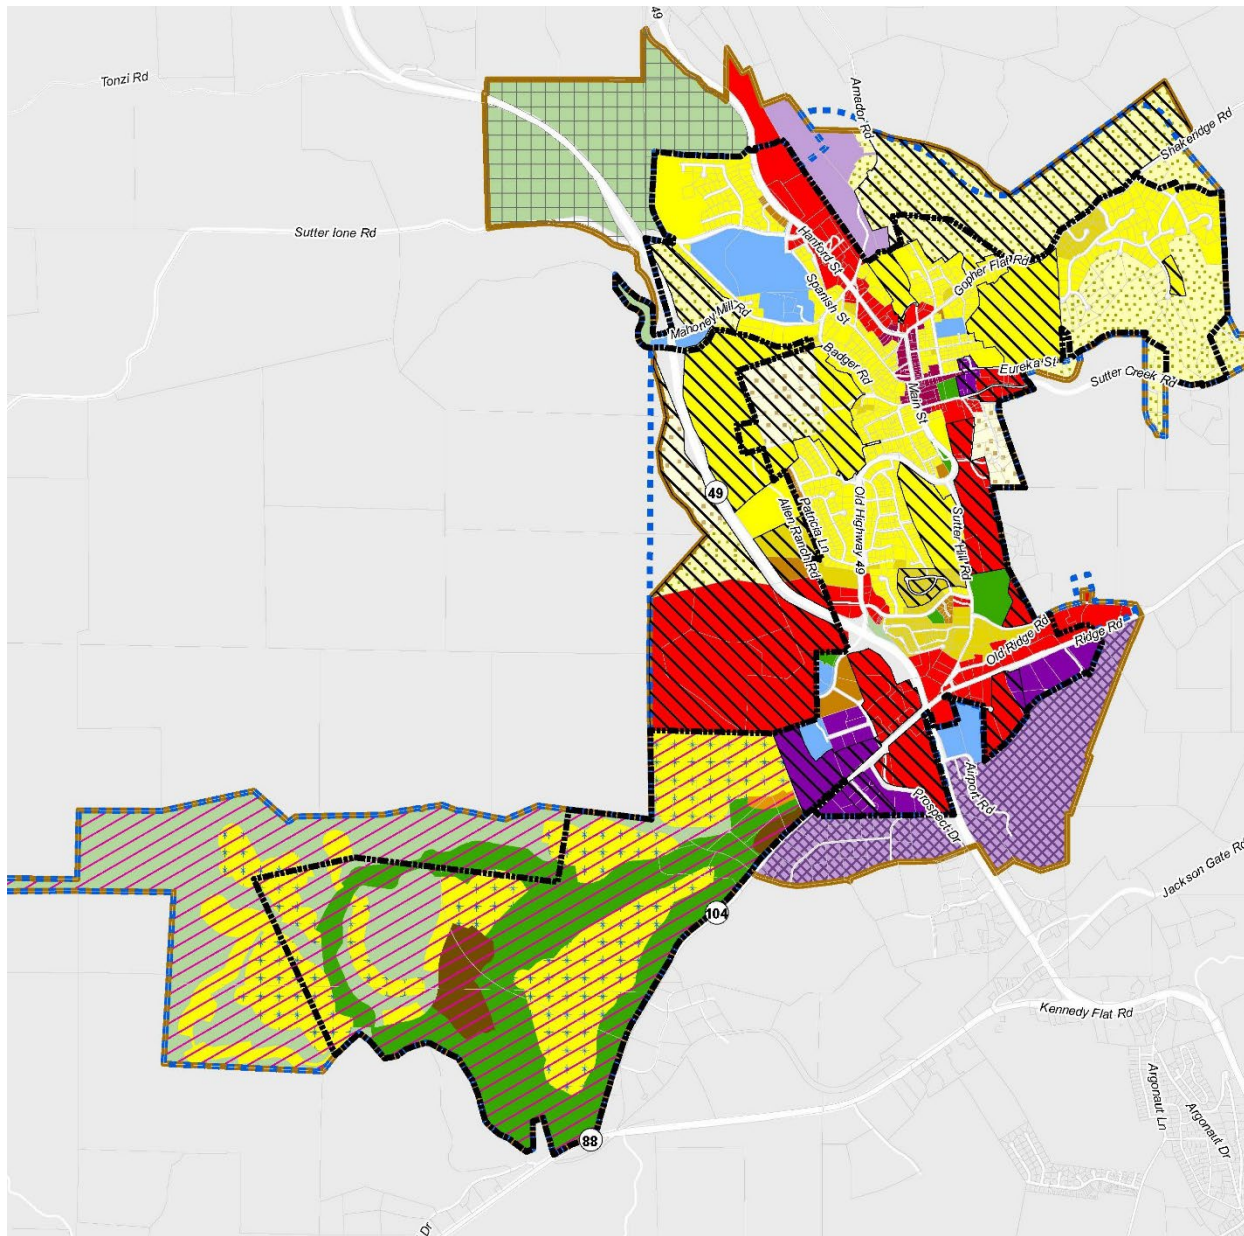 49
Tonzi Rd
Amador Rd
Shakeridge Rd
Sutter Ione Rd
Hanford St
Gopher Flat Rd
Spanish St
Mahoney Mill Rd
Badger Rd
Eureka St
Main St
Sutter Creek Rd
49
Old Highway 49
Patricia Ln
Allen Ranch Rd
Sutter Hill Rd
Old Ridge Rd
Ridge Rd
Airport Rd
Prospect Dr
Jackson Gate Rd
104
Kennedy Flat Rd
Argonaut Ln
Argonaut Dr
88
Dr